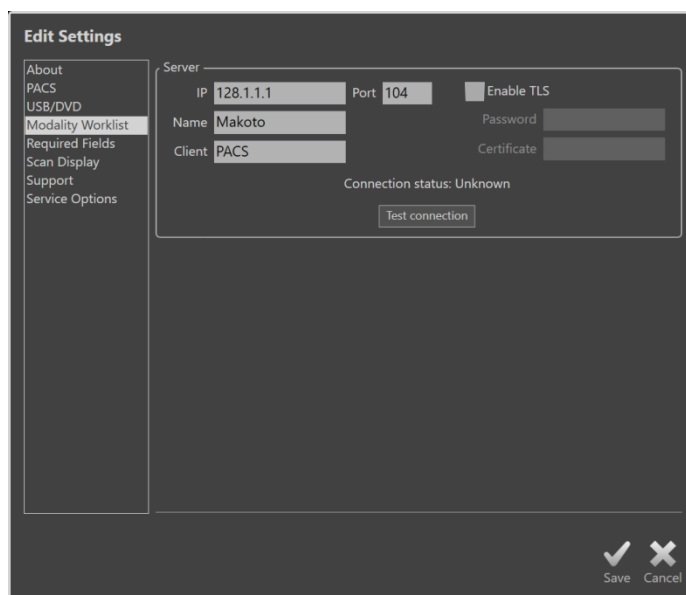 Edit Settings
About
PACS
USB/DVD
Modality Worklist
Required Fields
Scan Display
Support
Service Options
Server
IP 128.1.1.1 Port 104 Enable TLS
Name Makoto Password
Client PACS Certificate
Connection status: Unknown
Test connection
Save Cancel